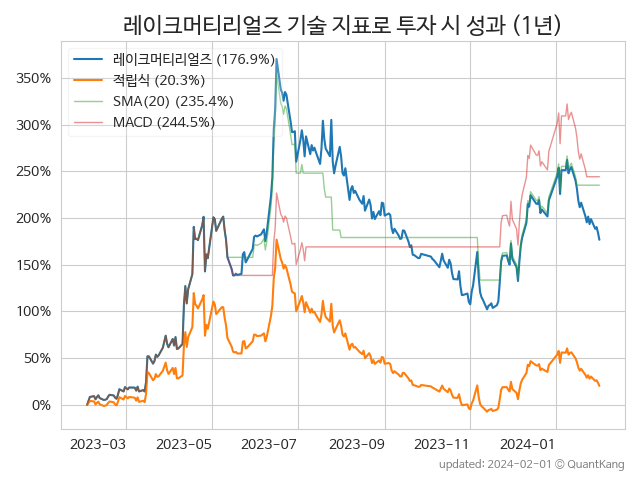 레이크머티리얼즈 기술 지표로 투자 시 성과 (1년)
레이크머티리얼즈 (176.9%)
적립식 (20.3%)
SMA(20) (235.4%)
MACD (244.5%)
350%
300%
250%
200%
150%
100%
50%
0%
2023-03 2023-05 2023-07 2023-09 2023-11 2024-01
updated: 2024-02-01 © QuantKang